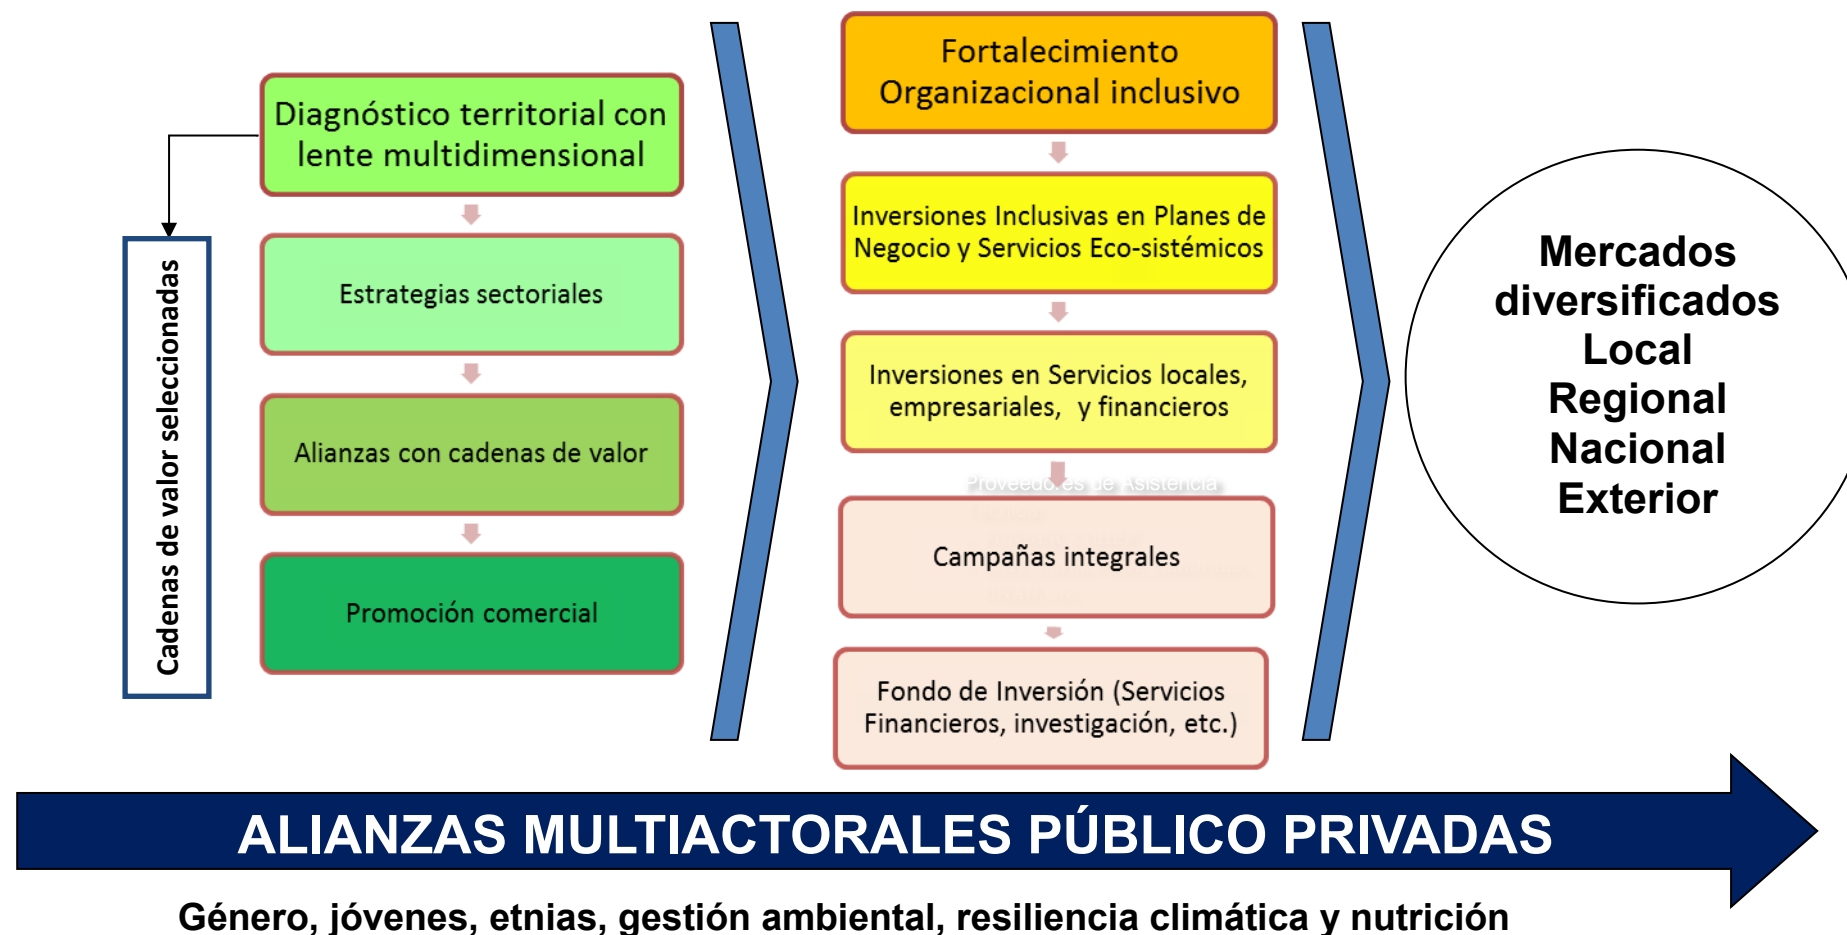 Cadenas de valor seleccionadas
Diagnóstico territorial con
lente multidimensional
Estrategias sectoriales
Alianzas con cadenas de valor
Promoción comercial
Fortalecimiento
Organizacional inclusivo
Inversiones Inclusivas en Planes de
Negocio y Servicios Eco-sistémicos
Inversiones en Servicios locales,
empresariales, y financieros
Proveedores de Asistencia
Campañas integrales
Fondo de Inversión (Servicios
Financieros, investigación, etc.)
Mercados
diversificados
Local
Regional
Nacional
Exterior
ALIANZAS MULTIACTORALES PÚBLICO PRIVADAS
Género, jóvenes, etnias, gestión ambiental, resiliencia climática y nutrición